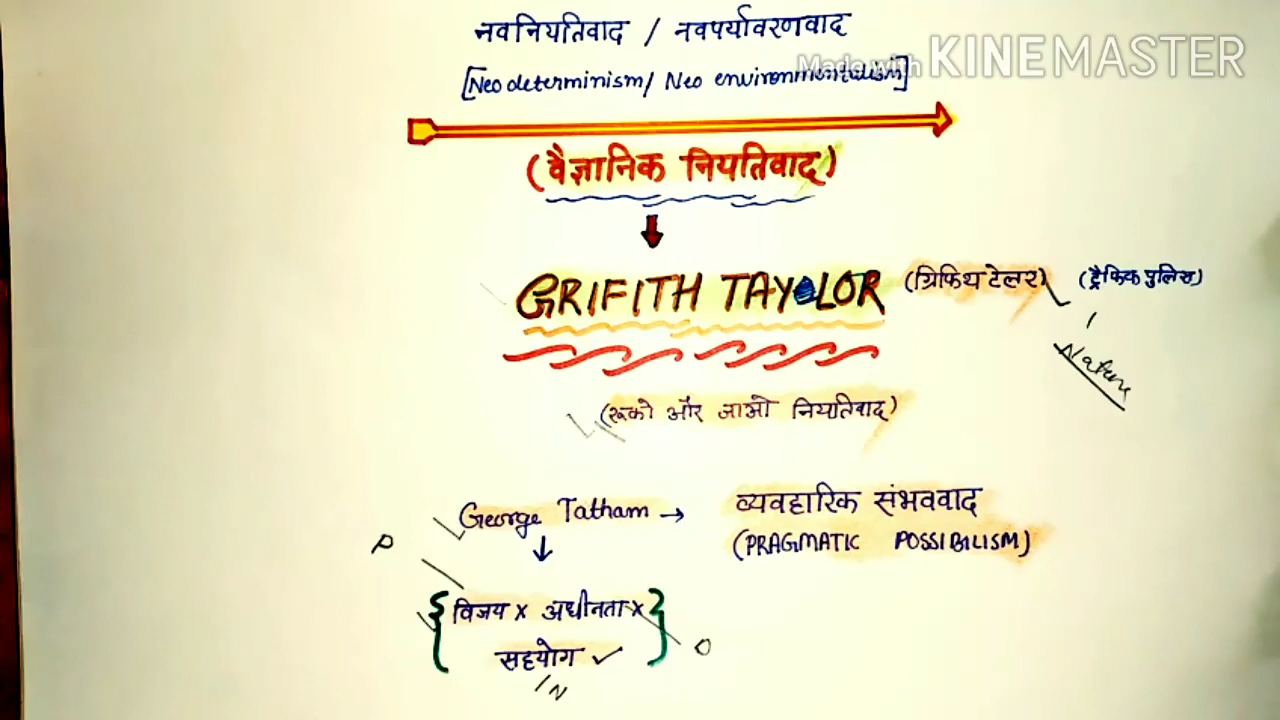 नवनियतिवाद / नवपर्यावरणवाद
Made with KINEMASTER
[Neo determinism/ Neo environmentalism]
(वैज्ञानिक नियतिवाद)
GRIFITH TAYOLOR (ग्रिफिथ टेलर) (ट्रैफिक पुलिस)
Nature
(रूको और जाओ नियतिवाद)
George Tatham → व्यवहारिक संभववाद
(PRAGMATIC POSSIBILISM)
P
{विजय x अधीनता x}
सहयोग ✓ D
N